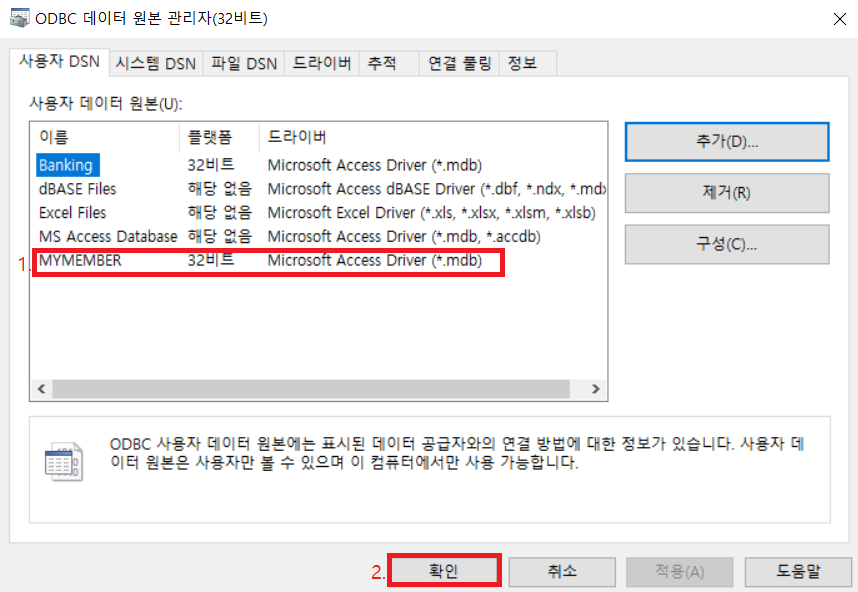 ODBC 데이터 원본 관리자(32비트)
사용자 DSN 시스템 DSN 파일 DSN 드라이버 추적 연결 풀링 정보
사용자 데이터 원본(U):
이름 플랫폼 드라이버
Banking 32비트 Microsoft Access Driver (*.mdb)
dBASE Files 해당 없음 Microsoft Access dBASE Driver (*.dbf, *.ndx, *.mdx
Excel Files 해당 없음 Microsoft Excel Driver (*.xls, *.xlsx, *.xlsm, *.xlsb)
MS Access Database 해당 없음 Microsoft Access Driver (*.mdb, *.accdb)
1. MYMEMBER 32비트 Microsoft Access Driver (*.mdb)
추가(D)...
제거(R)
구성(C)...
ODBC 사용자 데이터 원본에는 표시된 데이터 공급자와의 연결 방법에 대한 정보가 있습니다. 사용자 데
이터 원본은 사용자만 볼 수 있으며 이 컴퓨터에서만 사용 가능합니다.
2. 확인 취소 적용(A) 도움말